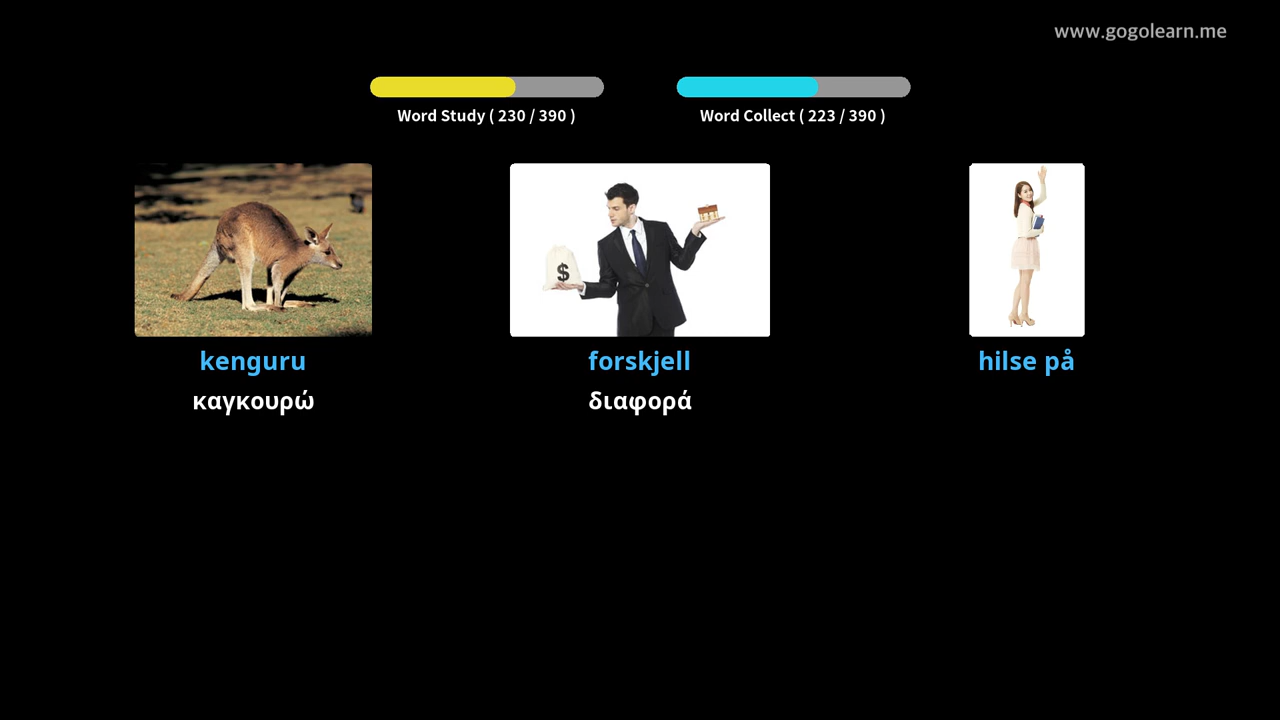 www.gogolearn.me
Word Study ( 230 / 390 )
Word Collect ( 223 / 390 )
$
kenguru
καγκουρώ
forskjell
διαφορά
hilse på